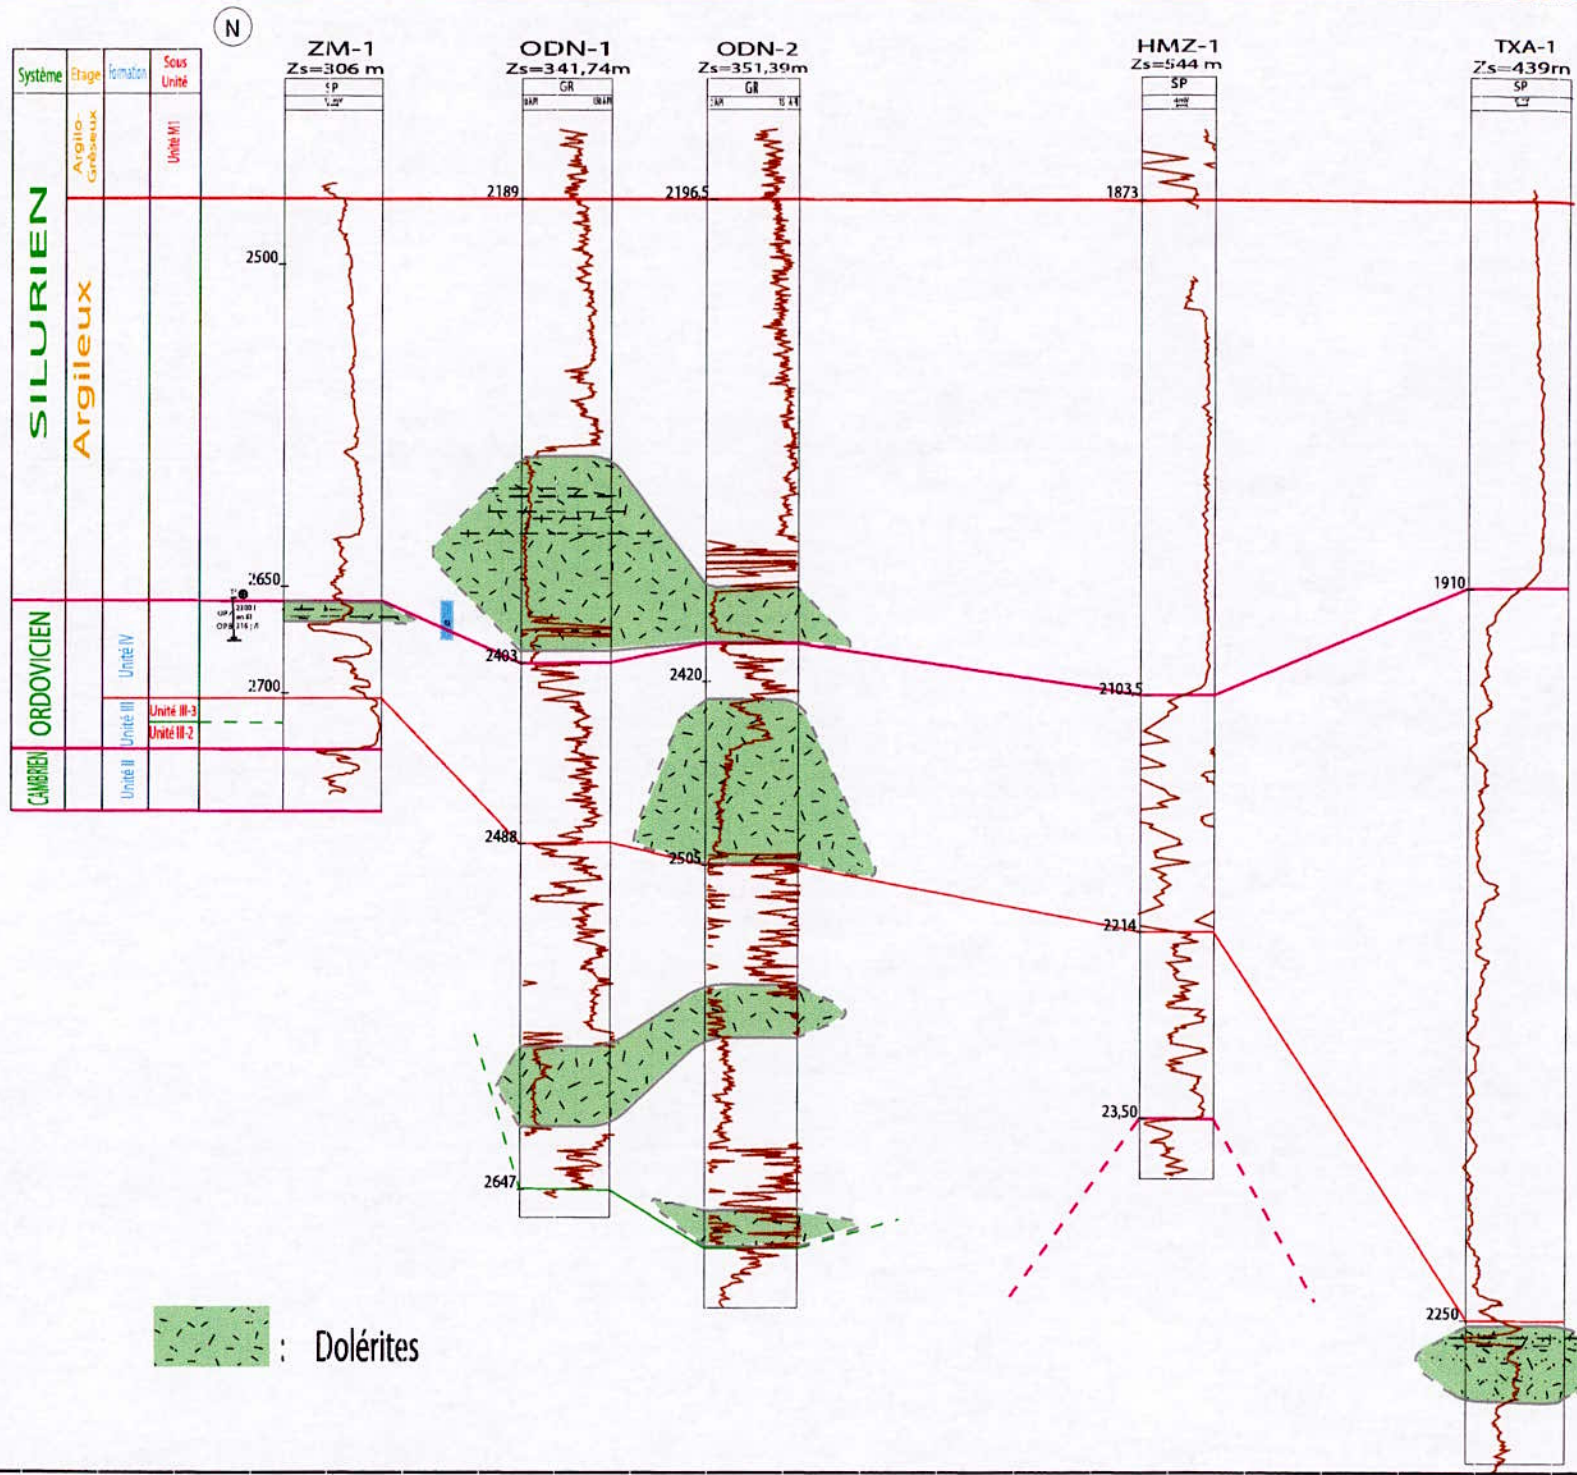 N
ZM-1
Zs=306 m
SP
ODN-1
Zs=341,74m
GR
ODN-2
Zs=351,39m
GR
HMZ-1
Zs=544 m
SP
TXA-1
Zs=439m
SP
Système Etage Formation Sous
Unité
SILURIEN
Argilo-
Gréseux
Unité M1
Argileux
ORDOVICIEN
Unité IV
Unité III
Unité III-3
Unité III-2
CAMBRIEN
Unité II
2500
2650
2700
2189
2403
2488
2647
2196,5
2420
2505
1873
2103,5
2214
23,50
1910
2250
: Dolérites